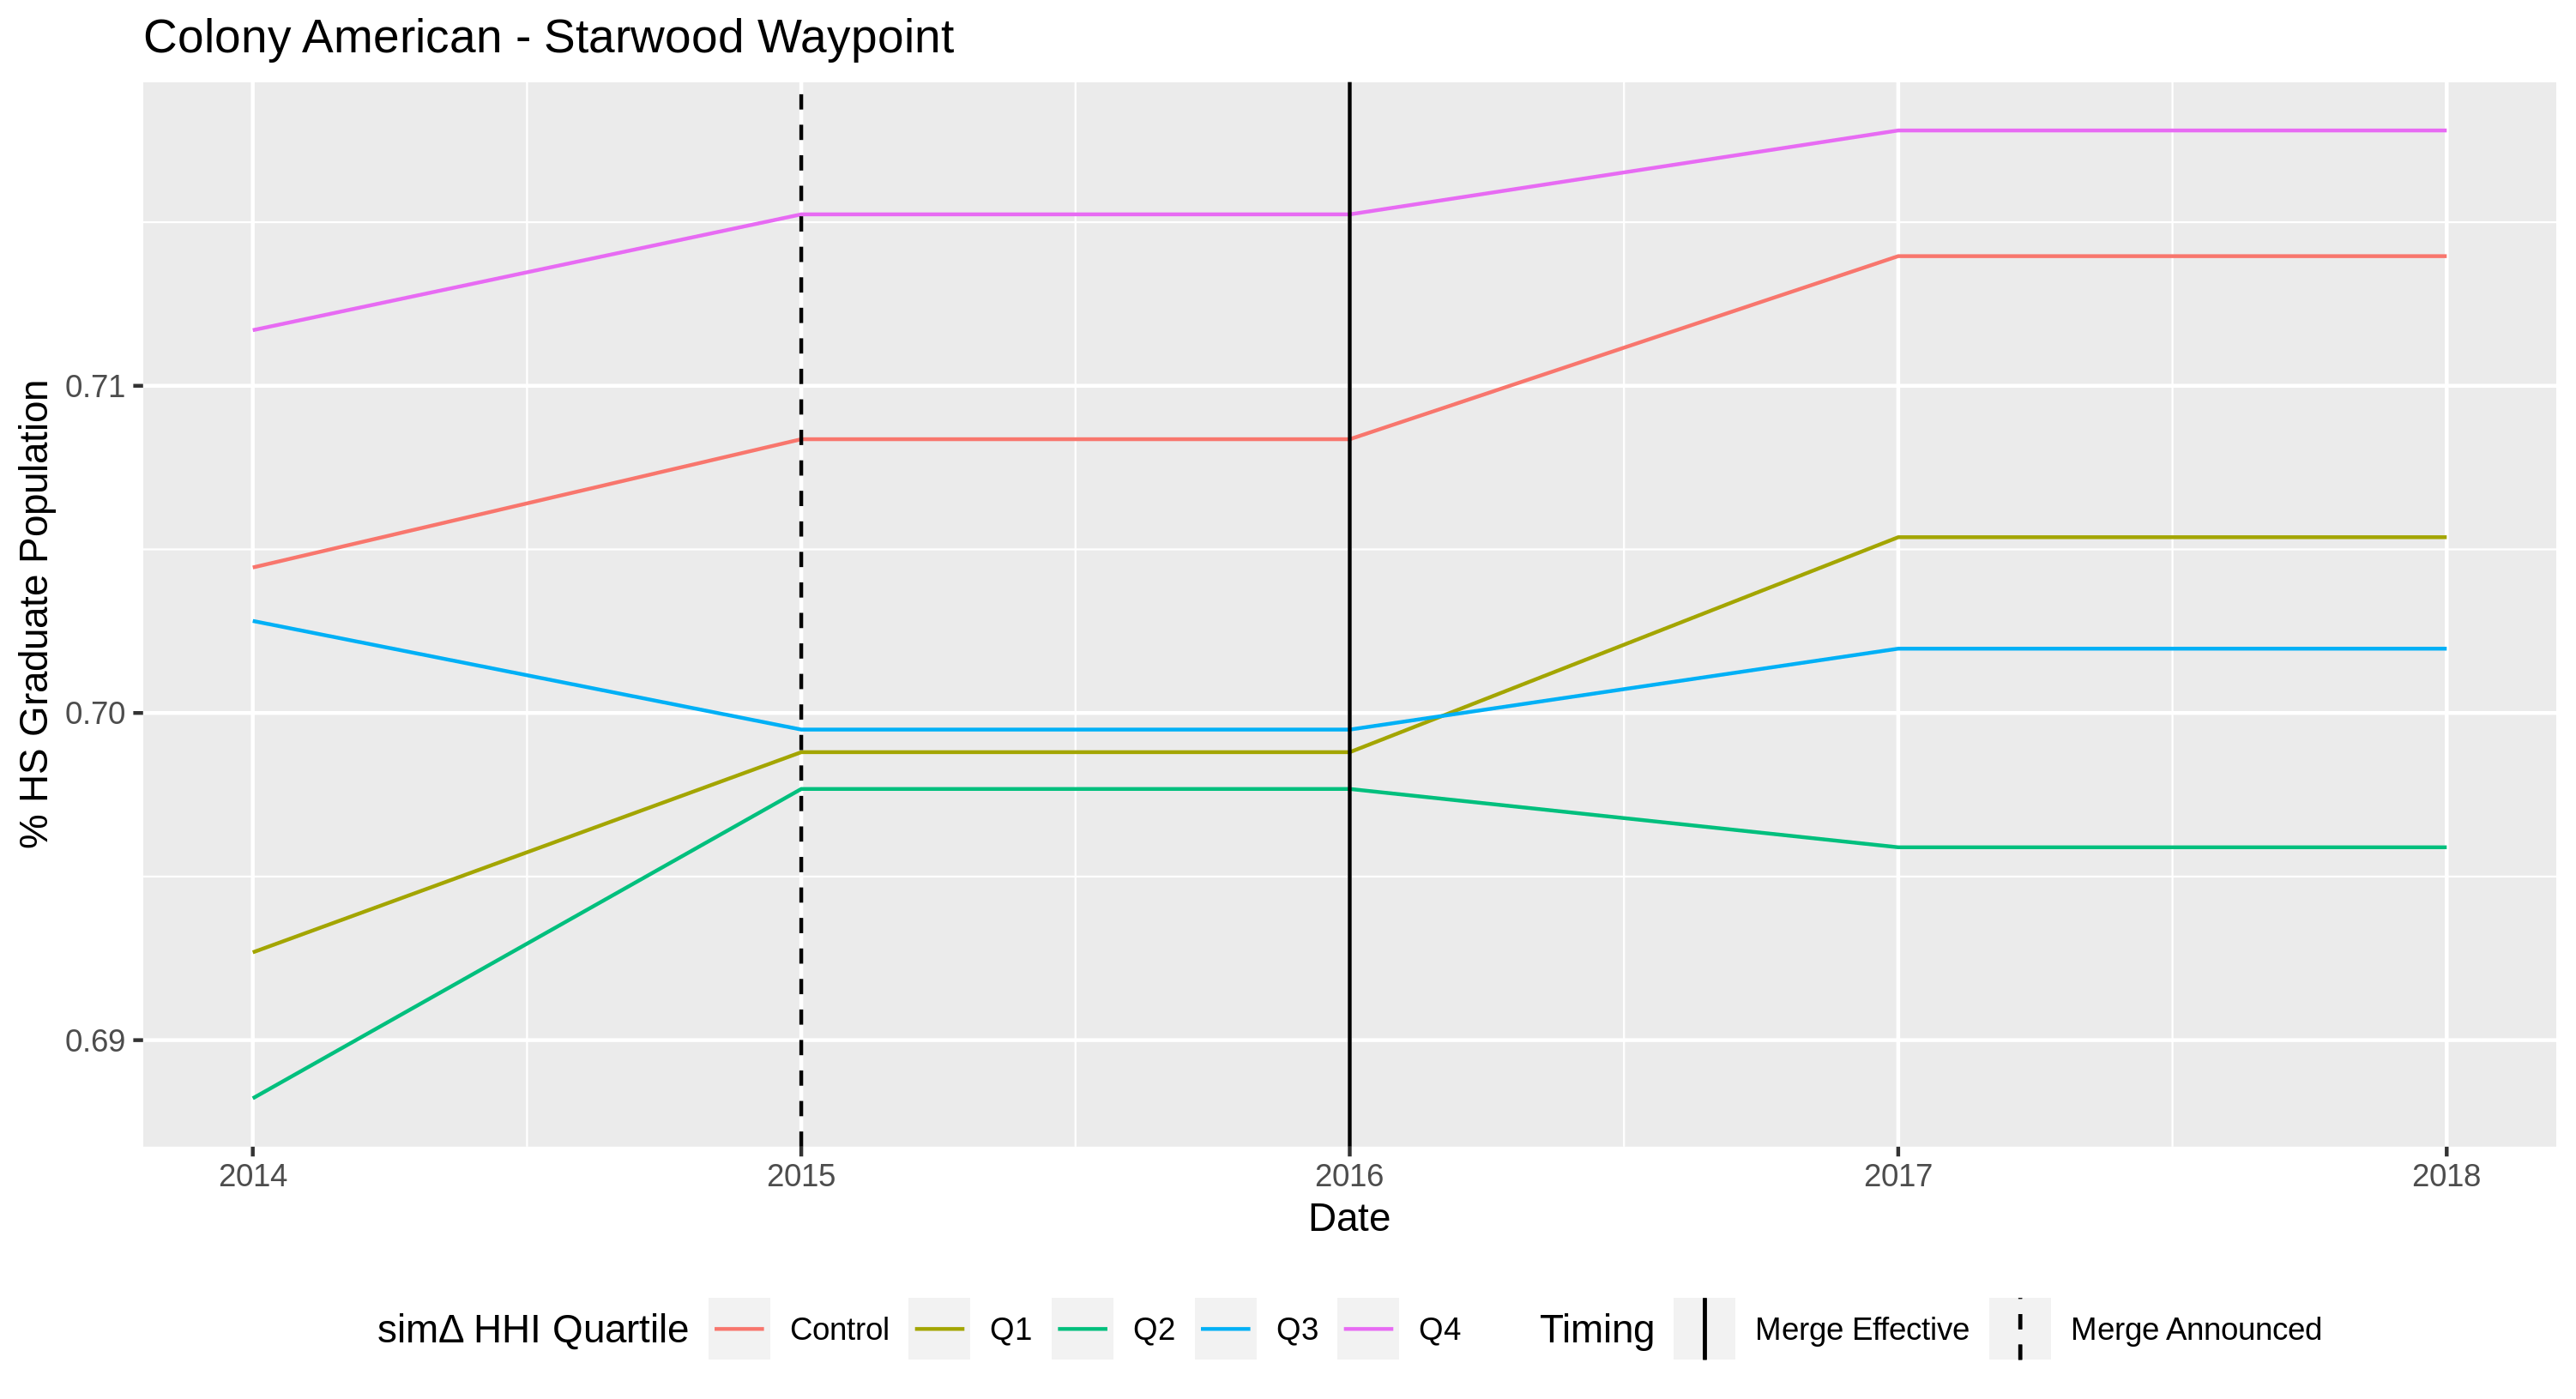 Colony American - Starwood Waypoint
% HS Graduate Population
0.71
0.70
0.69
2014 2015 2016 2017 2018
Date
simΔ HHI Quartile Control Q1 Q2 Q3 Q4 Timing Merge Effective Merge Announced